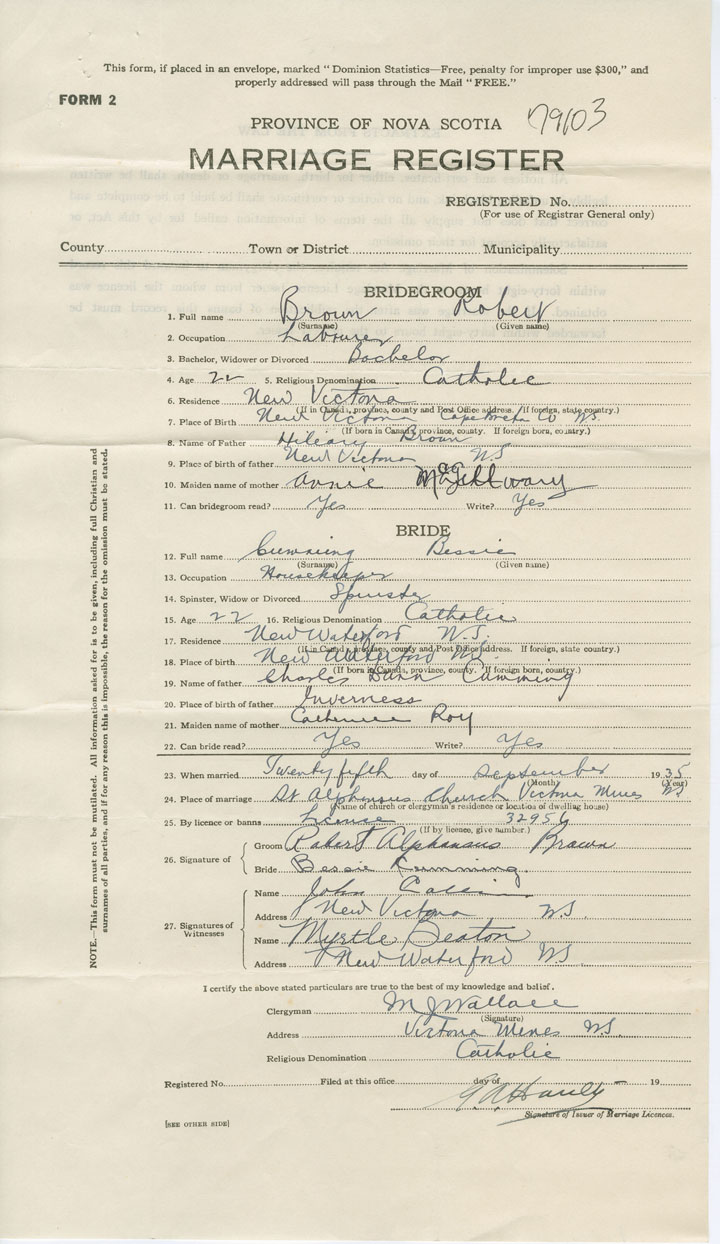 This form, if placed in an envelope, marked "Dominion Statistics—Free, penalty for improper use $300," and
properly addressed will pass through the Mail "FREE."
FORM 2
PROVINCE OF NOVA SCOTIA
MARRIAGE REGISTER
REGISTERED No.
(For use of Registrar General only)
County Town or District Municipality
BRIDEGROOM
1. Full name Brown Robert
(Surname) (Given name)
2. Occupation Labourer
3. Bachelor, Widower or Divorced Bachelor
4. Age 22 5. Religious Denomination Catholic
6. Residence New Victoria
(If in Canada, province, county and Post Office address. If foreign, state country.)
7. Place of Birth New Victoria Cape Breton Co NS.
(If born in Canada, province, county. If foreign born, country.)
8. Name of Father Hiliary Brown
9. Place of birth of father New Victoria NS
10. Maiden name of mother Annie
11. Can bridegroom read? Yes Write? Yes
BRIDE
12. Full name Cumming Bessie
(Surname) (Given name)
13. Occupation Housekeeper
14. Spinster, Widow or Divorced Spinster
15. Age 22 16. Religious Denomination Catholic
17. Residence New Waterford N.S.
(If in Canada, province, county and Post Office address. If foreign, state country.)
18. Place of birth New Waterford NS
(If born in Canada, province, county. If foreign born, country.)
19. Name of father Charles Dann Cumming
20. Place of birth of father Inverness
21. Maiden name of mother Catherine Roy
22. Can bride read? Yes Write? Yes
23. When married Twenty fifth day of September 1935
(Month) (Year)
24. Place of marriage St Alphonsus Church Victoria Mines NS
(Name of church or clergyman's residence or location of dwelling house)
25. By licence or banns Licence 32956
(If by licence, give number.)
26. Signature of
Groom Robert Alphonsus Brown
Bride Bessie Cumming.
27. Signatures of Witnesses
Name John
Address New Victoria NS.
Name Myrtle Beaton
Address New Waterford NS
I certify the above stated particulars are true to the best of my knowledge and belief.
Clergyman M J Wallace
(Signature)
Address Victoria Mines NS.
Religious Denomination Catholic
Registered No. Filed at this office day of 19
Signature of Issuer of Marriage Licences.
[SEE OTHER SIDE]
NOTE.—This form must not be mutilated. All information asked for is to be given, including full Christian and
surnames of all parties, and if for any reason this is impossible, the reason for the omission must be stated.